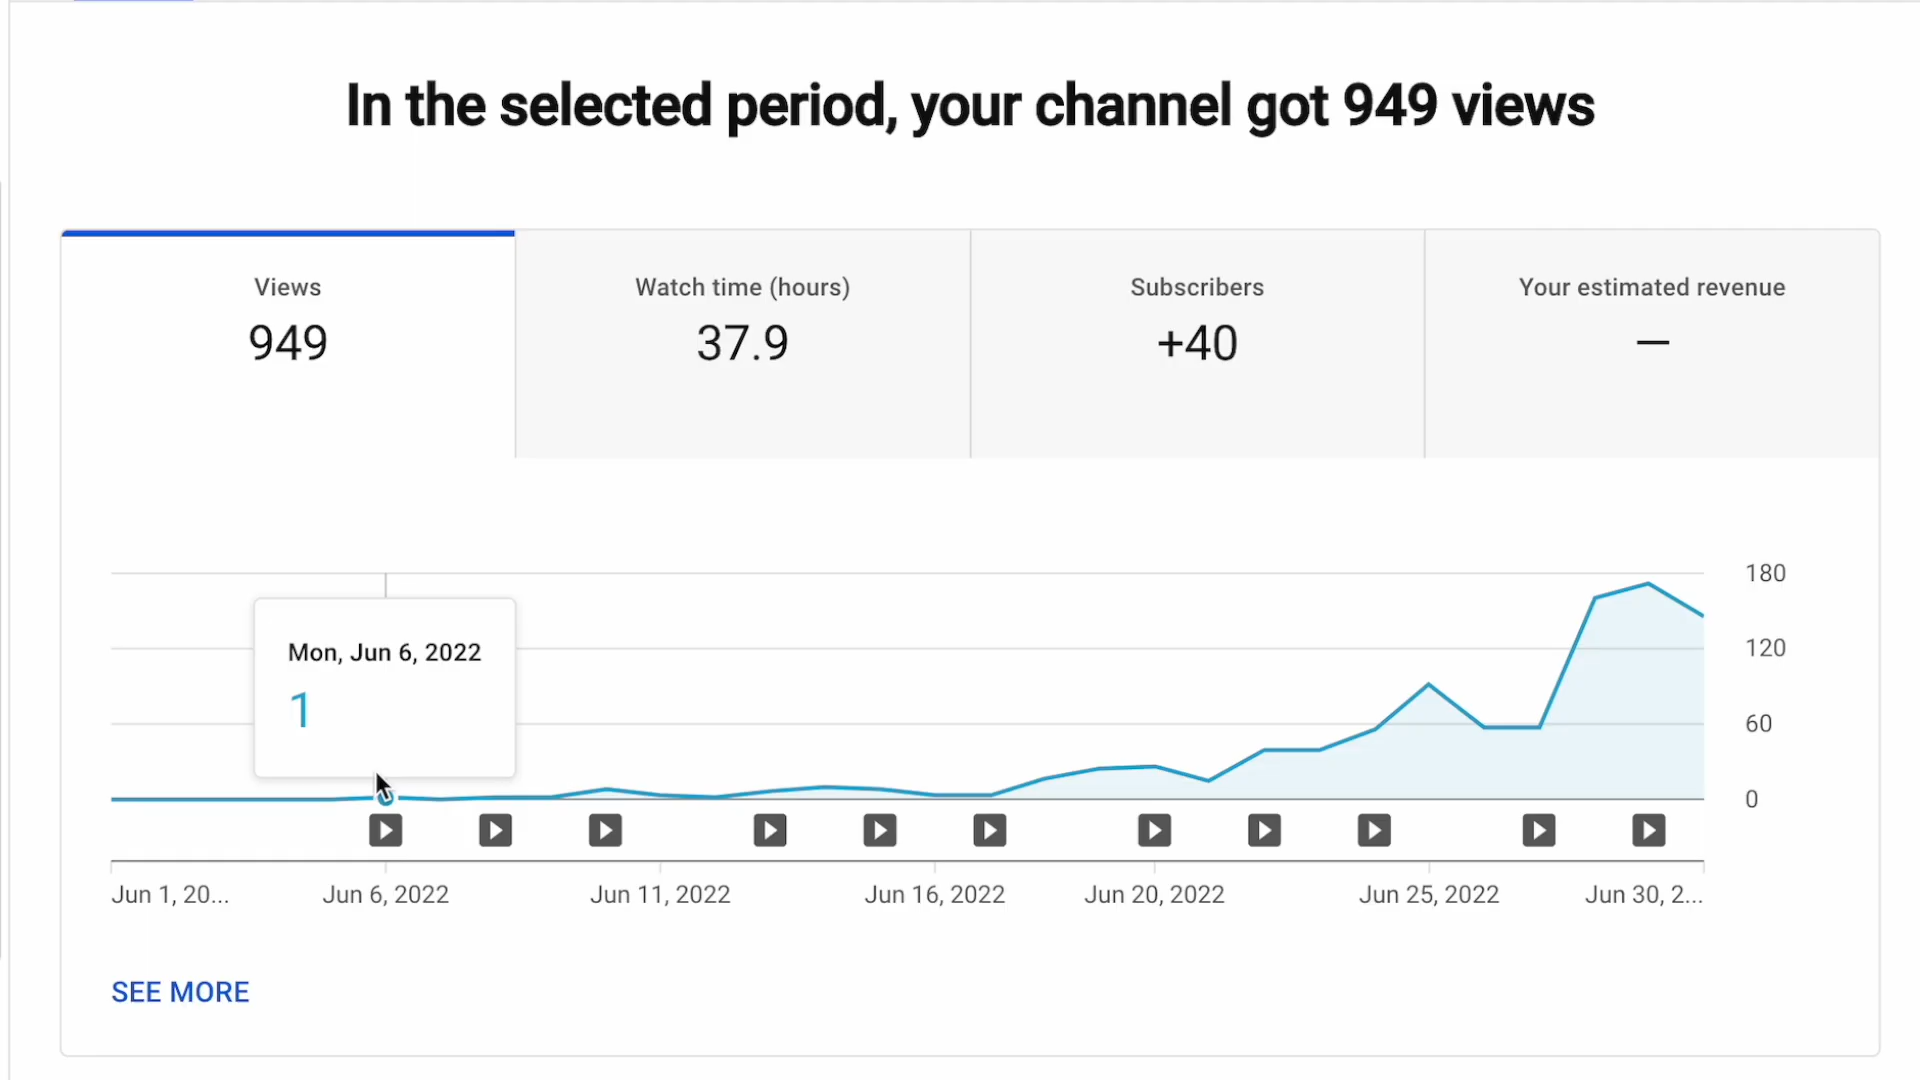 In the selected period, your channel got 949 views
Views
949
Watch time (hours)
37.9
Subscribers
+40
Your estimated revenue
—
180
120
60
0
Mon, Jun 6, 2022
1
Jun 1, 20...
Jun 6, 2022
Jun 11, 2022
Jun 16, 2022
Jun 20, 2022
Jun 25, 2022
Jun 30, 2...
SEE MORE